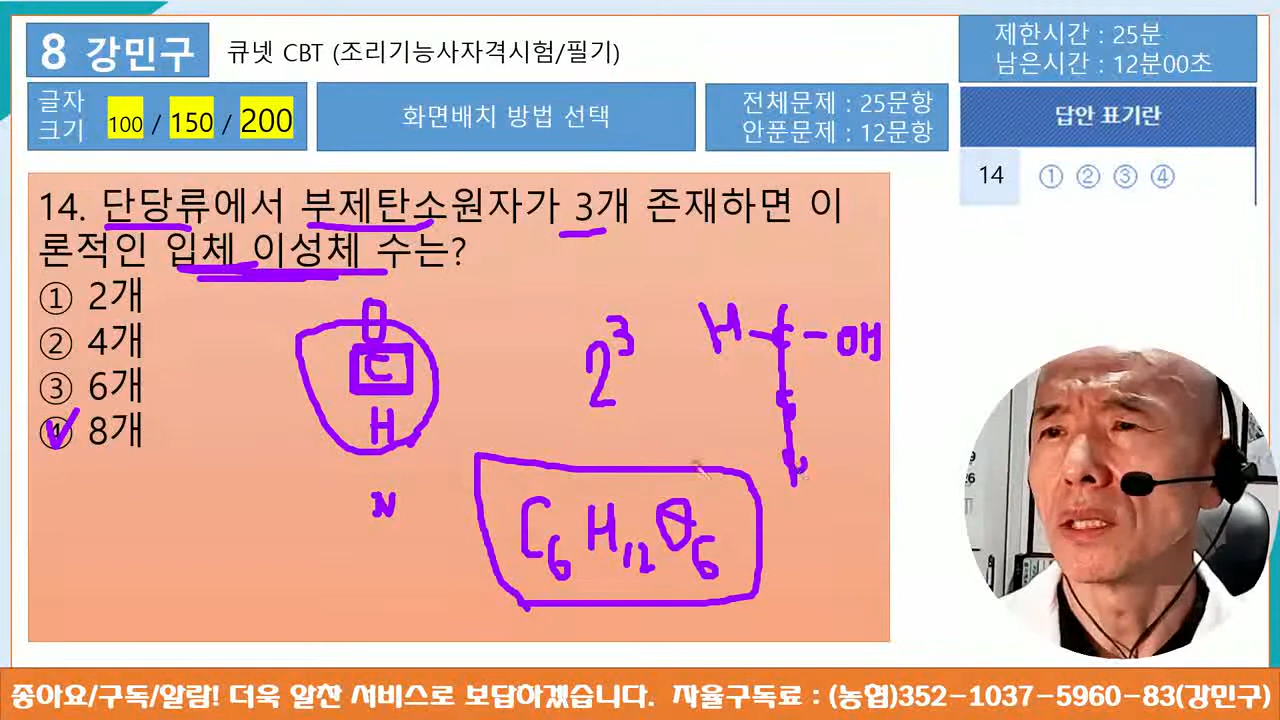 8 강민구
큐넷 CBT (조리기능사자격시험/필기)
제한시간 : 25분
남은시간 : 12분00초
글자
크기
100 / 150 / 200
화면배치 방법 선택
전체문제 : 25문항
안푼문제 : 12문항
답안 표기란
14 ① ② ③ ④
14. 단당류에서 부제탄소원자가 3개 존재하면 이
론적인 입체 이성체 수는?
① 2개
② 4개
③ 6개
④ 8개
O
C
H
N
2³
H-C-OH
C₆H₁₂O₆
종아요/구독/알람! 더욱 알찬 서비스로 보답하겠습니다. 자율구독료 : (농협)352-1037-5960-83(강민구)